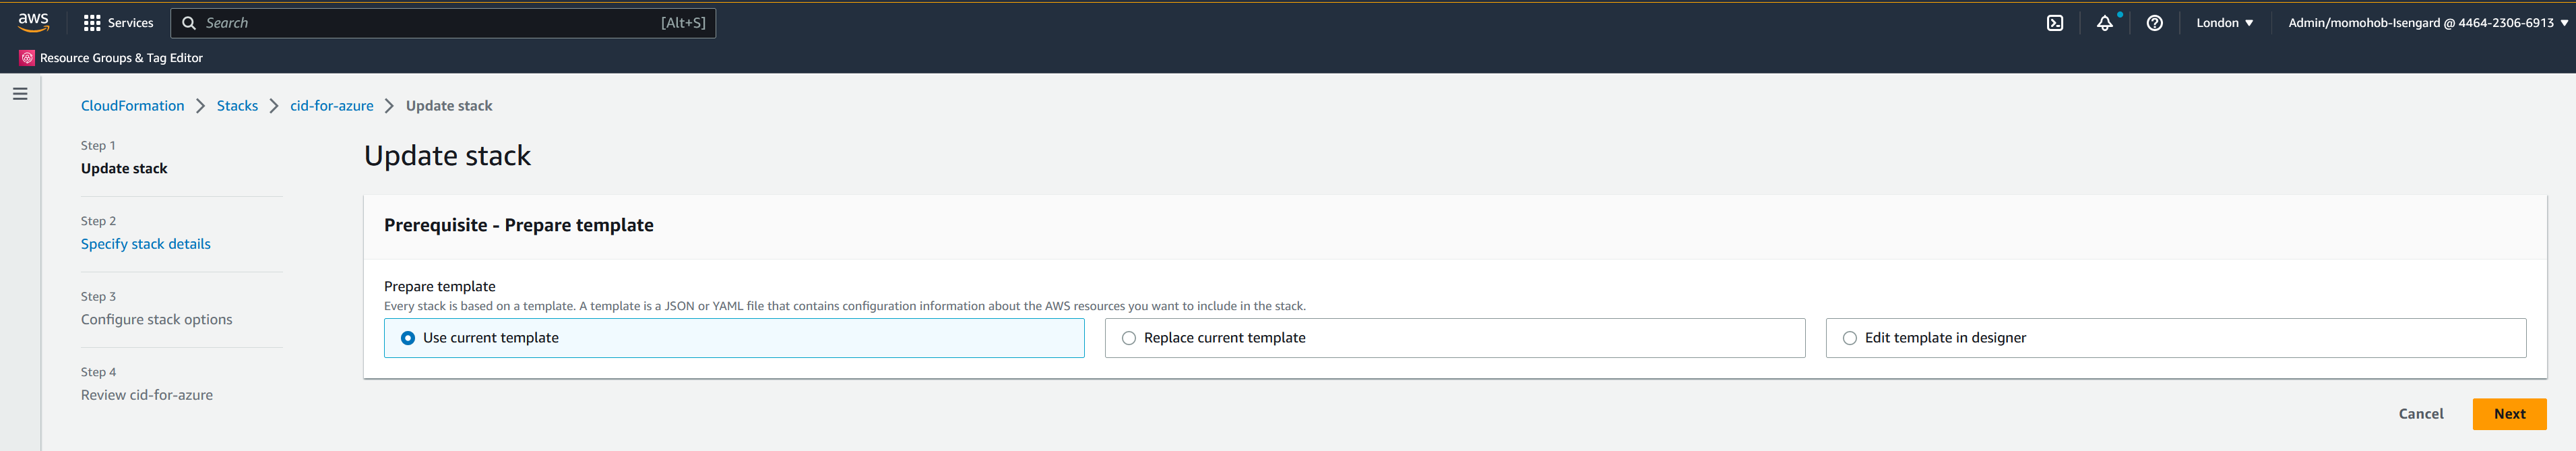 aws
Services
Search
[Alt+S]
London ▼
Admin/momohob-Isengard @ 4464-2306-6913 ▼
Resource Groups & Tag Editor
CloudFormation > Stacks > cid-for-azure > Update stack
Step 1
Update stack
Step 2
Specify stack details
Step 3
Configure stack options
Step 4
Review cid-for-azure
Update stack
Prerequisite - Prepare template
Prepare template
Every stack is based on a template. A template is a JSON or YAML file that contains configuration information about the AWS resources you want to include in the stack.
Use current template
Replace current template
Edit template in designer
Cancel
Next